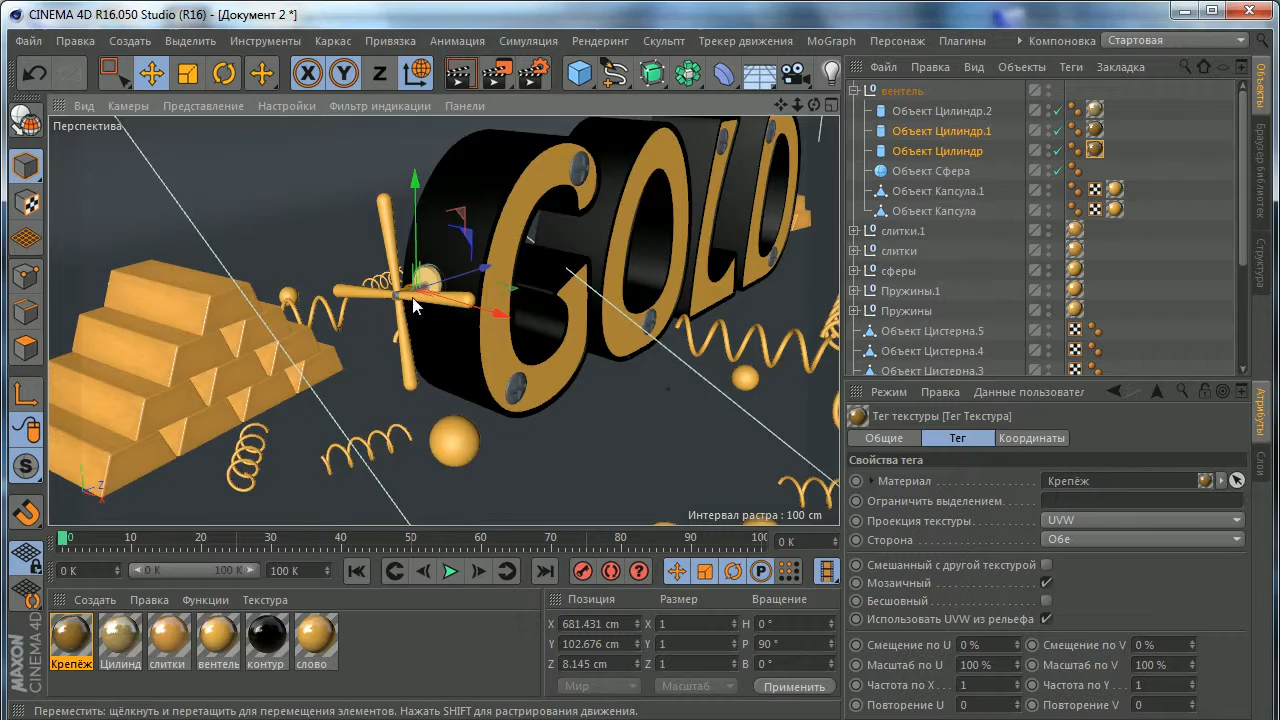 CINEMA 4D R16.050 Studio (R16) - [Документ 2 *]
Файл Правка Создать Выделить Инструменты Каркас Привязка Анимация Симуляция Рендеринг Скульпт Трекер движения MoGraph Персонаж Плагины Компоновка Стартовая
X Y Z
Файл Правка Вид Объекты Теги Закладка
Вид Камеры Представление Настройки Фильтр индикации Панели
Перспектива
GOLD
вентель
Объект Цилиндр.2
Объект Цилиндр.1
Объект Цилиндр
Объект Сфера
Объект Капсула.1
Объект Капсула
слитки.1
слитки
сферы
Пружины.1
Пружины
Объект Цистерна.5
Объект Цистерна.4
Объект Цистерна.3
Объекты
Браузер библиотек
Структура
Режим Правка Данные пользовател
Тег текстуры [Тег Текстура]
Общие Тег Координаты
Свойства тега
Материал Крепёж
Ограничить выделением
Проекция текстуры UVW
Сторона Обе
Смешанный с другой текстурой
Мозаичный
Бесшовный
Использовать UVW из рельефа
Смещение по U 0 % Смещение по V 0 %
Масштаб по U 100 % Масштаб по V 100 %
Частота по X 1 Частота по Y 1
Повторение U 0 Повторение V 0
Атрибуты
Слои
Z
X
Интервал растра : 100 cm
0 10 20 30 40 50 60 70 80 90 100 0 K
0 K 0 K 100 K 100 K
P
Создать Правка Функции Текстура
Крепёж Цилинд слитки вентель контур слово
Позиция Размер Вращение
X 681.431 cm X 1 H 0 °
Y 102.676 cm Y 1 P 90 °
Z 8.145 cm Z 1 B 0 °
Мир Масштаб Применить
MAXON CINEMA 4D
Переместить: щёлкнуть и перетащить для перемещения элементов. Нажать SHIFT для растрирования движения.